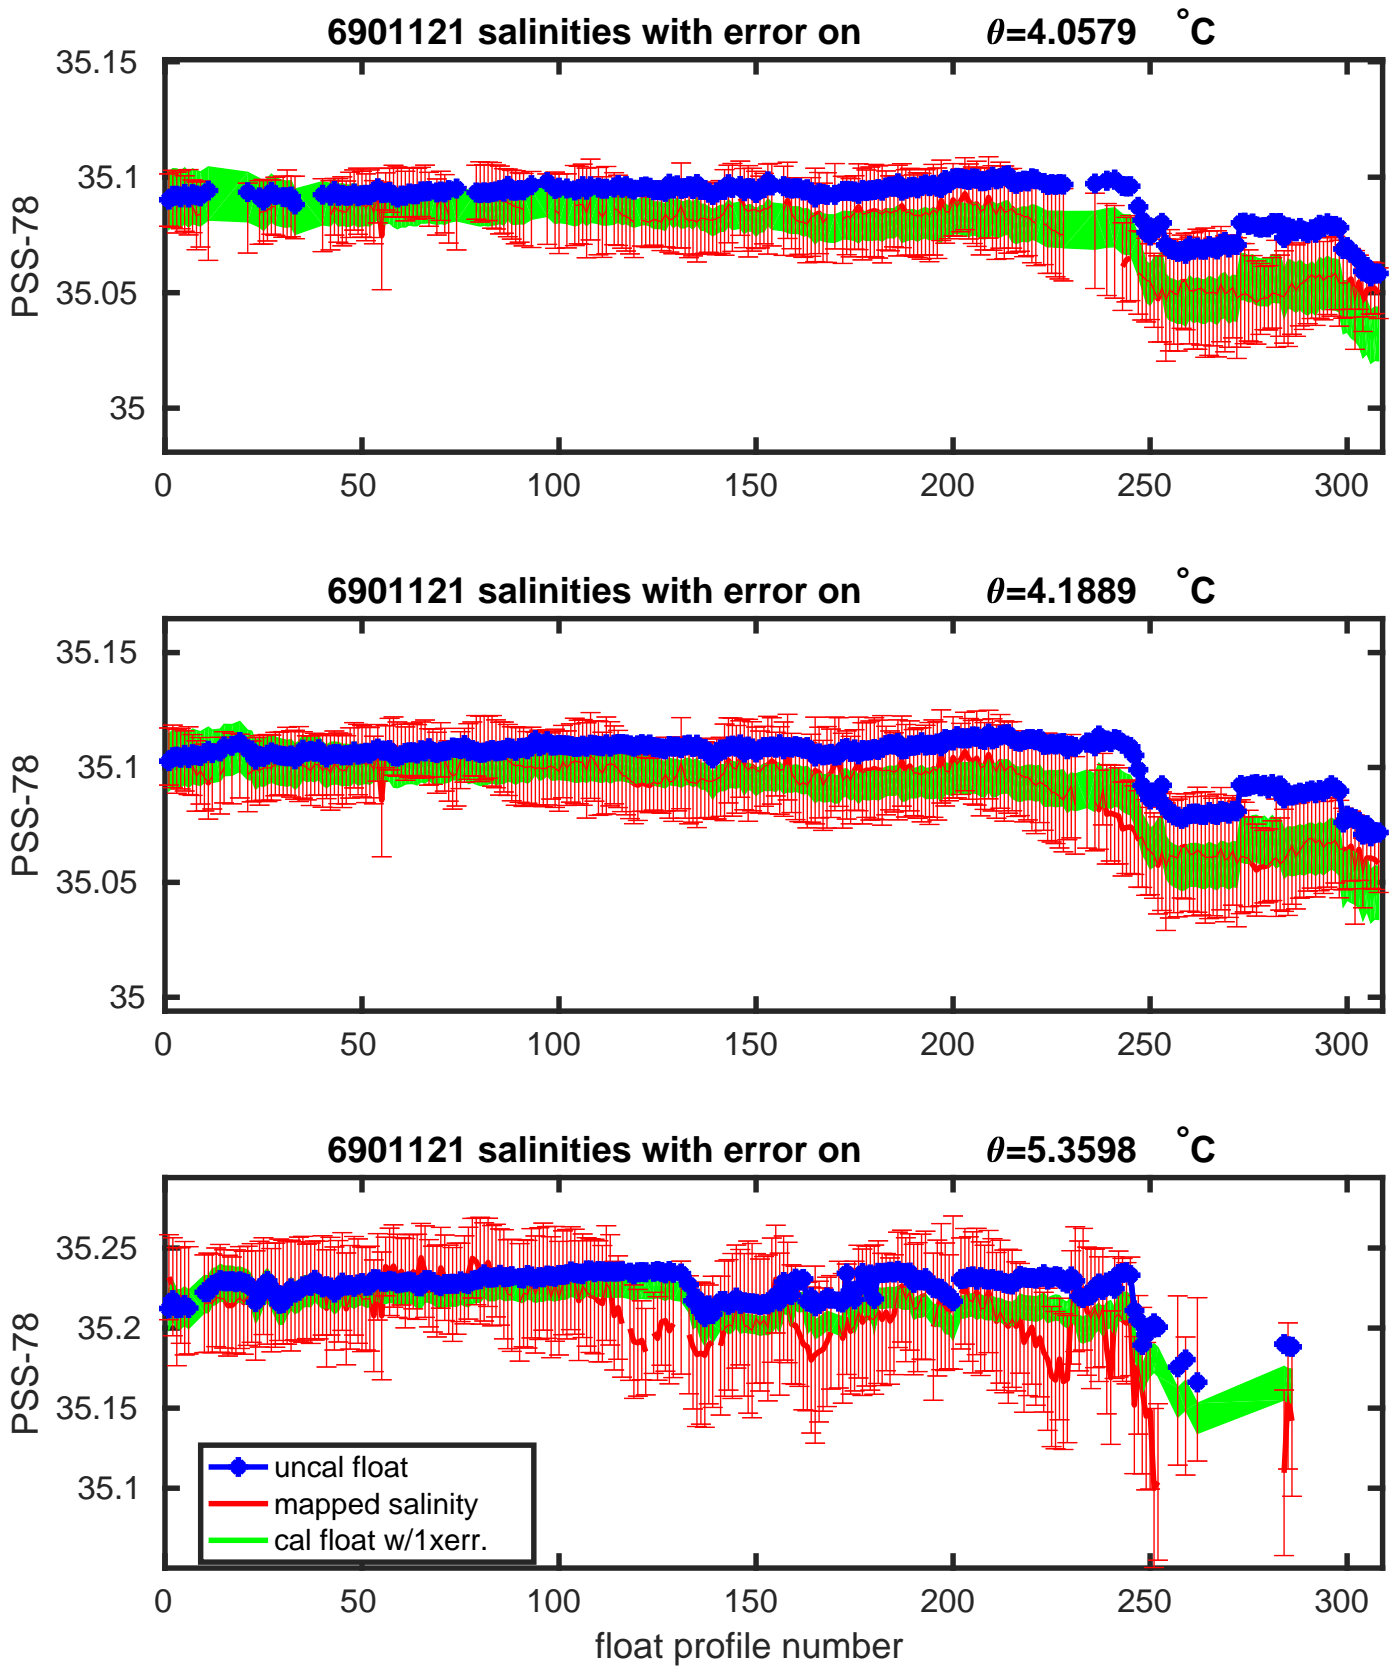 6901121 salinities with error on θ=4.0579 °C
35.15
35.1
35.05
35
PSS-78
0 50 100 150 200 250 300
6901121 salinities with error on θ=4.1889 °C
35.15
35.1
35.05
35
PSS-78
0 50 100 150 200 250 300
6901121 salinities with error on θ=5.3598 °C
35.25
35.2
35.15
35.1
PSS-78
uncal float
mapped salinity
cal float w/1xerr.
0 50 100 150 200 250 300
float profile number